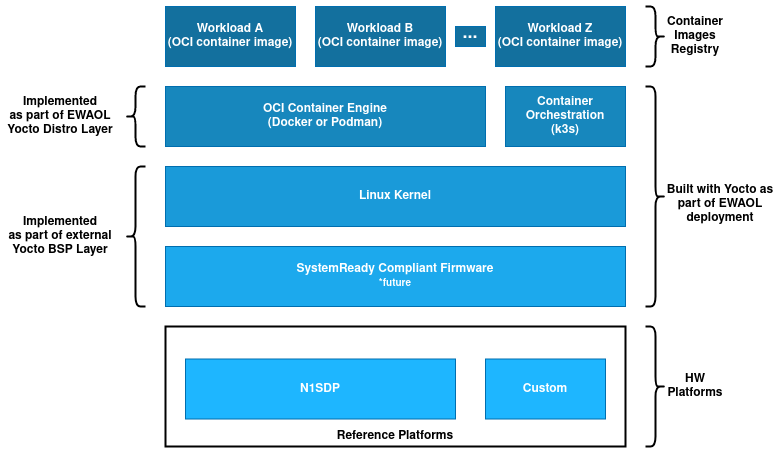 Workload A
(OCI container image)
Workload B
(OCI container image)
...
Workload Z
(OCI container image)
Container
Images
Registry
Implemented
as part of EWAOL
Yocto Distro Layer
OCI Container Engine
(Docker or Podman)
Container
Orchestration
(k3s)
Built with Yocto as
part of EWAOL
deployment
Implemented
as part of external
Yocto BSP Layer
Linux Kernel
SystemReady Compliant Firmware
*future
N1SDP
Custom
Reference Platforms
HW
Platforms